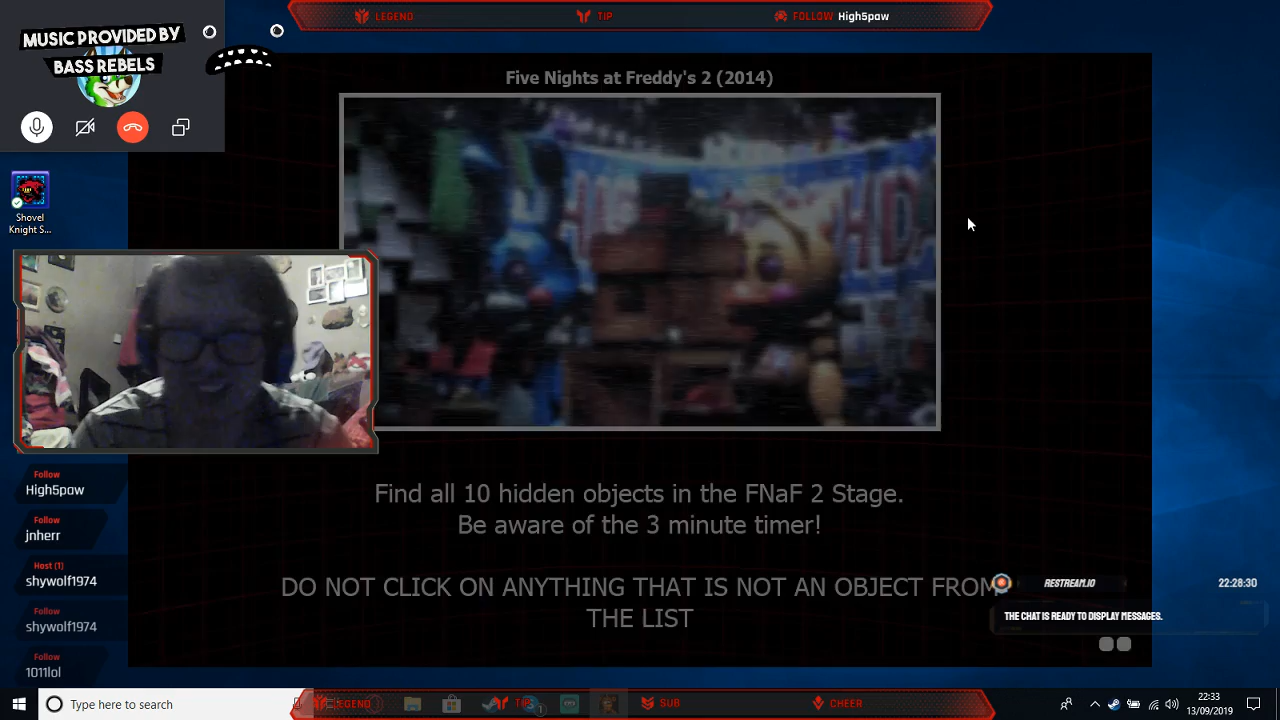 LEGEND
TIP
FOLLOW High5paw
MUSIC PROVIDED BY
BASS REBELS
Five Nights at Freddy's 2 (2014)
Shovel
Knight S...
Find all 10 hidden objects in the FNaF 2 Stage.
Be aware of the 3 minute timer!
DO NOT CLICK ON ANYTHING THAT IS NOT AN OBJECT FROM
THE LIST
Follow
High5paw
Follow
jnherr
Host (1)
shywolf1974
Follow
shywolf1974
Follow
1011lol
RESTREAM.IO
22:28:30
THE CHAT IS READY TO DISPLAY MESSAGES.
Type here to search
LEGEND
TIP
SUB
CHEER
22:33
13/09/2019